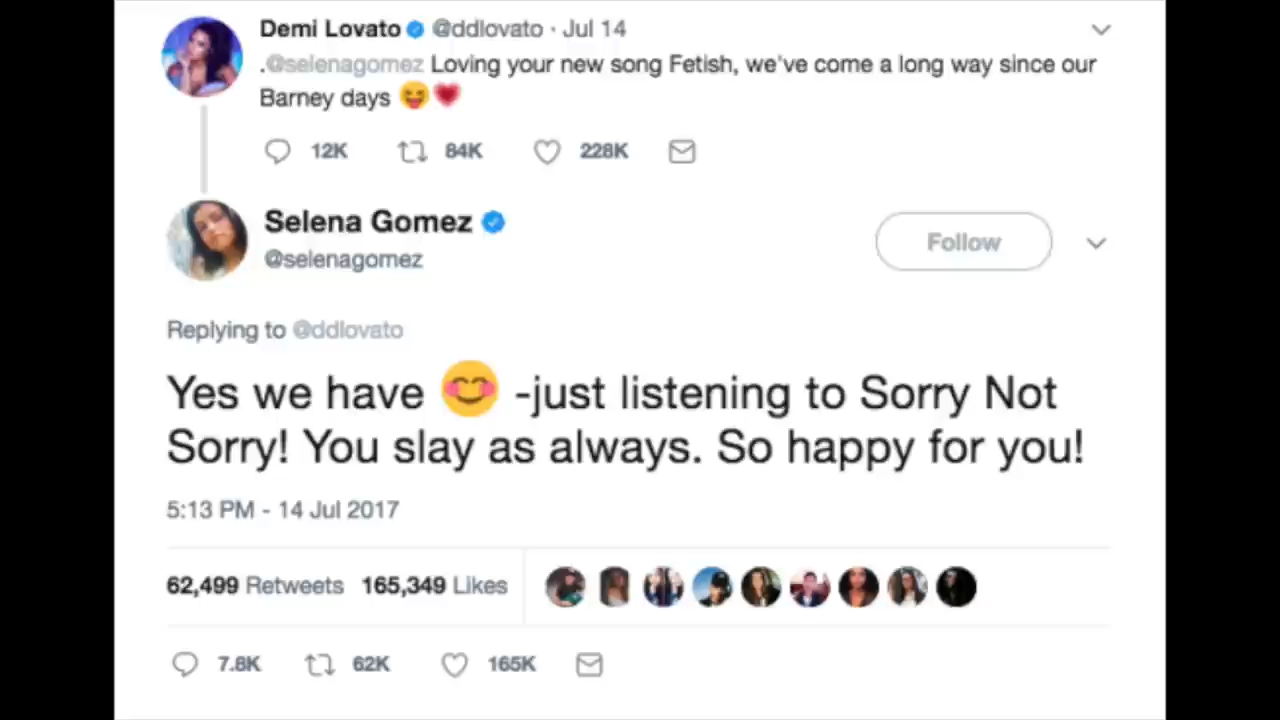 Demi Lovato @ddlovato · Jul 14
.@selenagomez Loving your new song Fetish, we've come a long way since our
Barney days 😝💗
12K 84K 228K
Selena Gomez
@selenagomez
Follow
Replying to @ddlovato
Yes we have 😊 -just listening to Sorry Not
Sorry! You slay as always. So happy for you!
5:13 PM - 14 Jul 2017
62,499 Retweets 165,349 Likes
7.8K 62K 165K